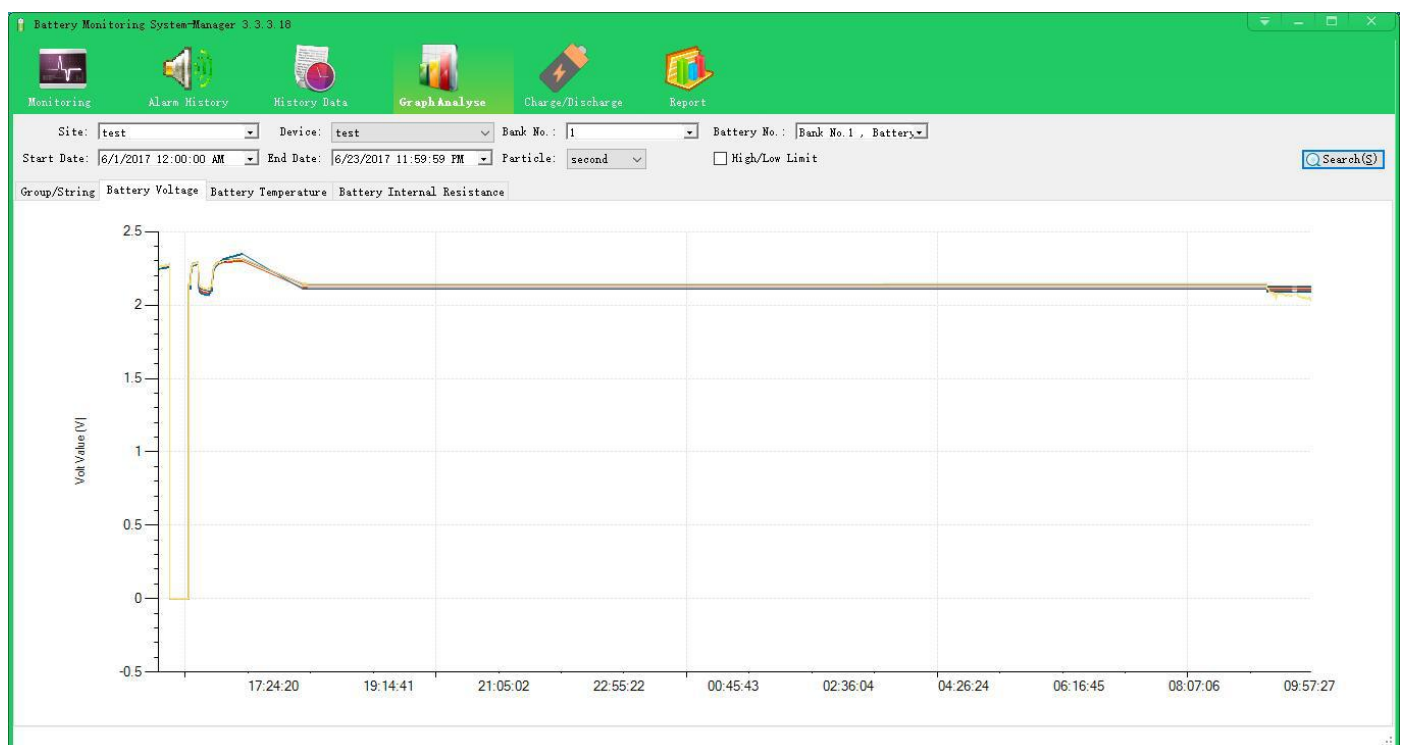 Battery Monitoring System-Manager 3.3.3.18
Monitoring Alarm History History Data Graph Analyse Charge/Discharge Report
Site: test Device: test Bank No.: 1 Battery No.: Bank No.1 , Battery
Start Date: 6/1/2017 12:00:00 AM End Date: 6/23/2017 11:59:59 PM Particle: second High/Low Limit Search(S)
Group/String Battery Voltage Battery Temperature Battery Internal Resistance
2.5
2
1.5
1
0.5
0
-0.5
Volt Value (V)
17:24:20 19:14:41 21:05:02 22:55:22 00:45:43 02:36:04 04:26:24 06:16:45 08:07:06 09:57:27